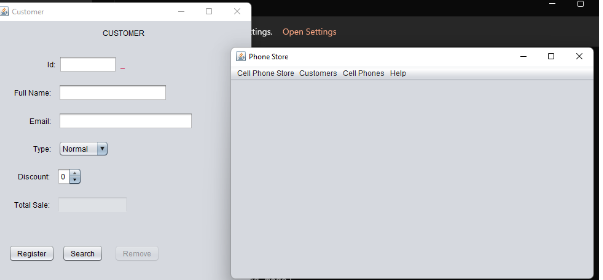 Customer
CUSTOMER
Id:
Full Name:
Email:
Type: Normal
Discount: 0
Total Sale:
Register Search Remove
Open Settings
Phone Store
Cell Phone Store Customers Cell Phones Help